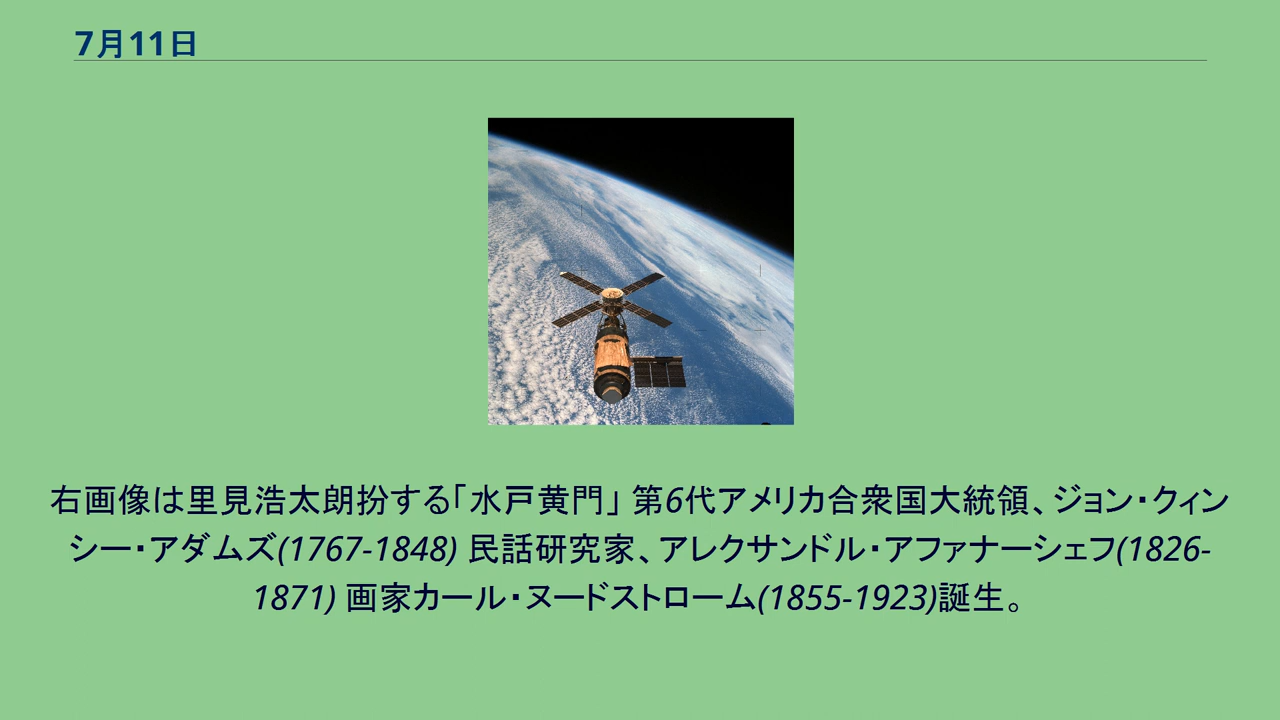 7月11日
右画像は里見浩太朗扮する「水戸黄門」 第6代アメリカ合衆国大統領、ジョン・クィン
シー・アダムズ(1767-1848) 民話研究家、アレクサンドル・アファナーシェフ(1826-
1871) 画家カール・ヌードストローム(1855-1923)誕生。